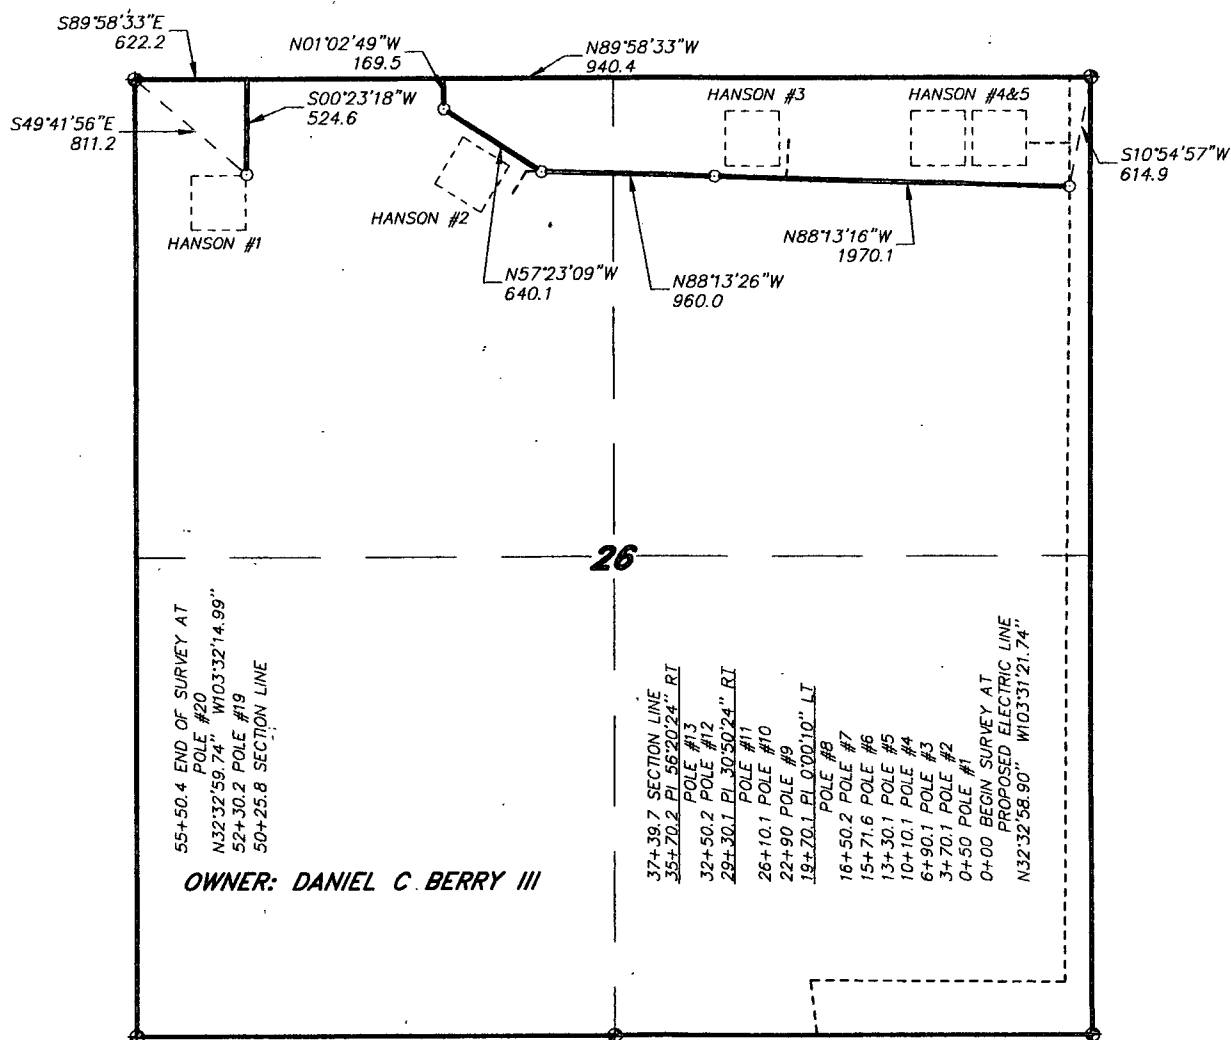 S89°58'33"E
622.2
N01°02'49"W
169.5
N89°58'33"W
940.4
S00°23'18"W
524.6
HANSON #3
HANSON #4&5
S49°41'56"E
811.2
S10°54'57"W
614.9
HANSON #2
HANSON #1
N88°13'16"W
1970.1
N57°23'09"W
640.1
N88°13'26"W
960.0
26
55+50.4 END OF SURVEY AT
POLE #20
N32°32'59.74" W103°32'14.99"
52+30.2 POLE #19
50+25.8 SECTION LINE
37+39.7 SECTION LINE
35+70.2 PI 56°20'24" RT
POLE #13
32+50.2 POLE #12
29+30.1 PI 30°50'24" RT
POLE #11
26+10.1 POLE #10
22+90 POLE #9
19+70.1 PI 0°00'10" LT
POLE #8
16+50.2 POLE #7
15+71.6 POLE #6
13+30.1 POLE #5
10+10.1 POLE #4
6+90.1 POLE #3
3+70.1 POLE #2
0+50 POLE #1
0+00 BEGIN SURVEY AT
PROPOSED ELECTRIC LINE
N32°32'58.90" W103°31'21.74"
OWNER: DANIEL C. BERRY III